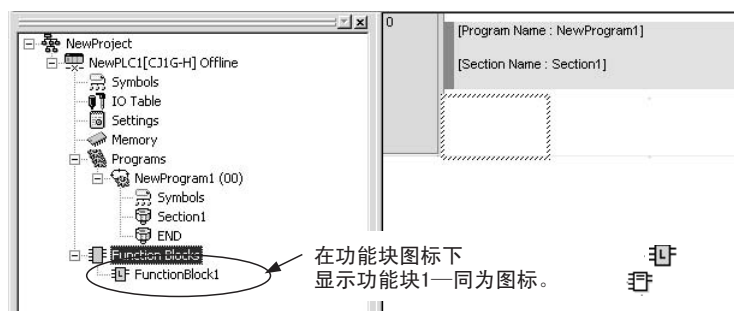 NewProject
NewPLC1[CJ1G-H] Offline
Symbols
IO Table
Settings
Memory
Programs
NewProgram1 (00)
Symbols
Section1
END
Function Blocks
FunctionBlock1
0
[Program Name : NewProgram1]
[Section Name : Section1]
在功能块图标下
显示功能块1—同为图标。
L